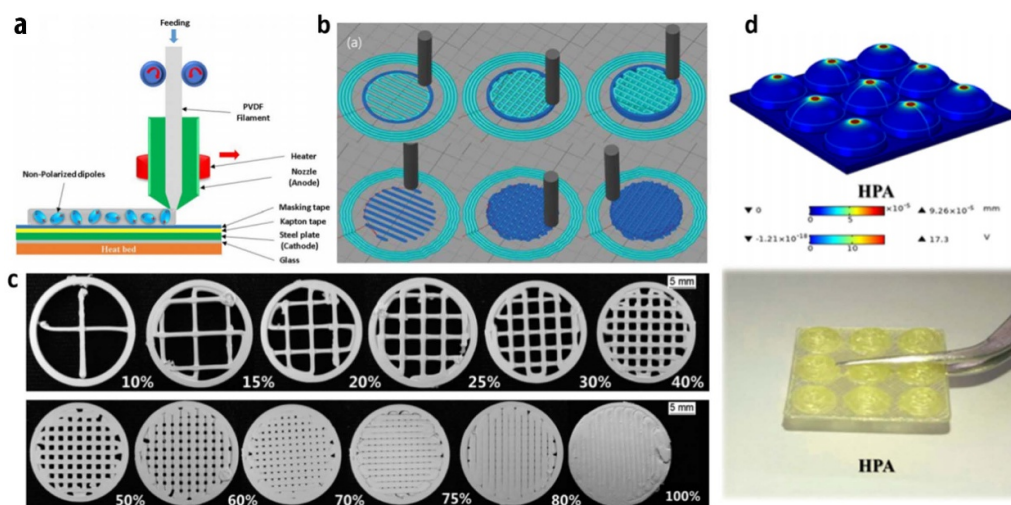 a
Feeding
PVDF
Filament
Heater
Nozzle
(Anode)
Non-Polarized dipoles
Masking tape
Kapton tape
Steel plate
(Cathode)
Heat bed
Glass
b
(a)
c
5 mm
10%
15%
20%
25%
30%
40%
5 mm
50%
60%
70%
75%
80%
100%
d
HPA
▼ 0
×10⁻⁵
▲ 9.26×10⁻⁵
mm
0
5
▼ -1.21×10⁻¹⁸
▲ 17.3
V
0
10
HPA